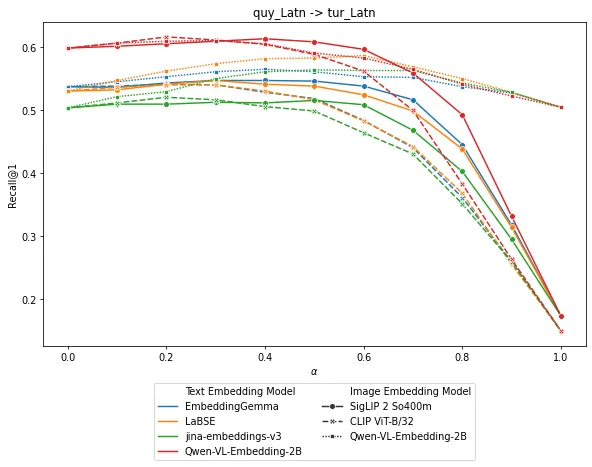 quy_Latn -> tur_Latn
Recall@1
0.6
0.5
0.4
0.3
0.2
0.0 0.2 0.4 0.6 0.8 1.0
α
Text Embedding Model Image Embedding Model
EmbeddingGemma SigLIP 2 So400m
LaBSE CLIP ViT-B/32
jina-embeddings-v3 Qwen-VL-Embedding-2B
Qwen-VL-Embedding-2B